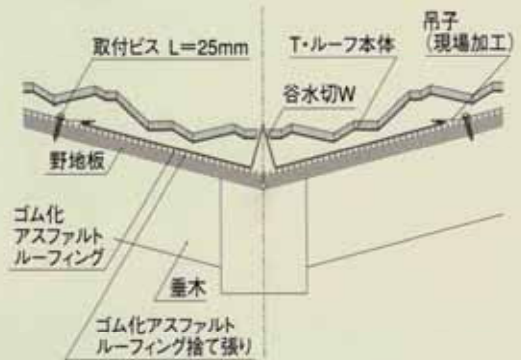 取付ビス L=25mm
T・ルーフ本体
吊子
(現場加工)
谷水切W
野地板
ゴム化
アスファルト
ルーフィング
垂木
ゴム化アスファルト
ルーフィング捨て張り